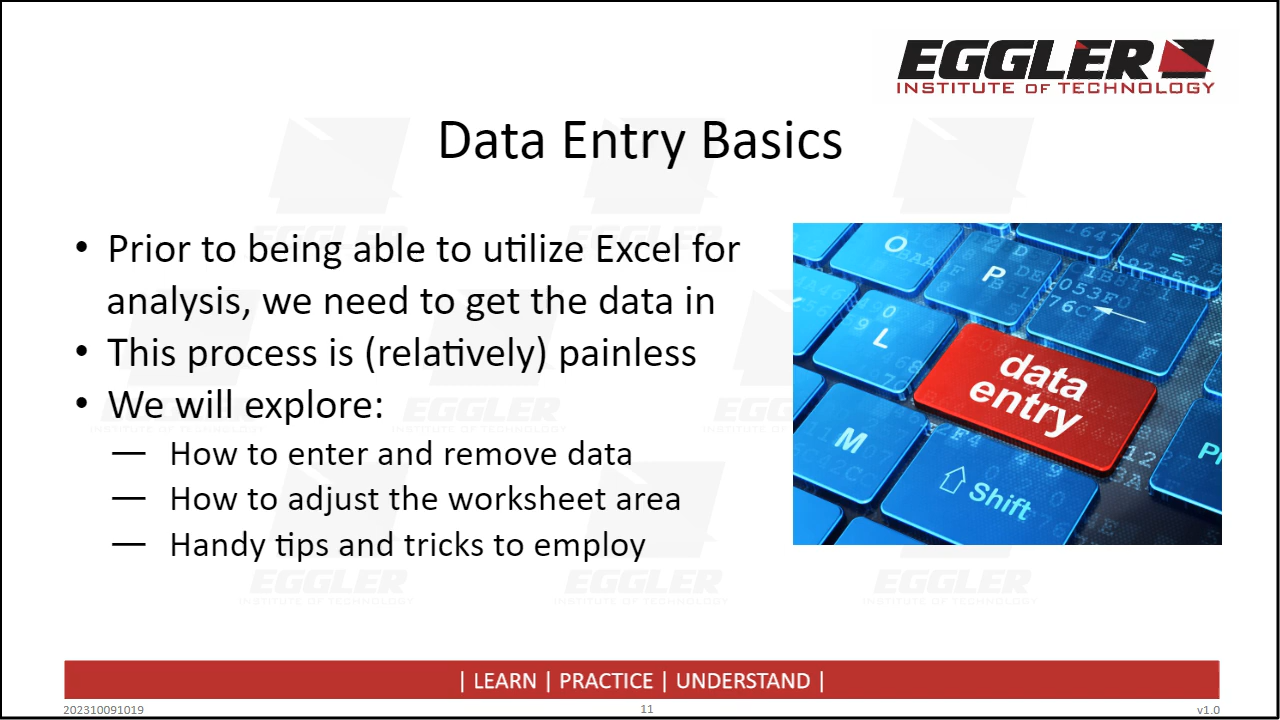 EGGLER
INSTITUTE OF TECHNOLOGY
Data Entry Basics
• Prior to being able to utilize Excel for
analysis, we need to get the data in
• This process is (relatively) painless
• We will explore:
— How to enter and remove data
— How to adjust the worksheet area
— Handy tips and tricks to employ
O
P
L
M
data
entry
Shift
| LEARN | PRACTICE | UNDERSTAND |
202310091019
11
v1.0